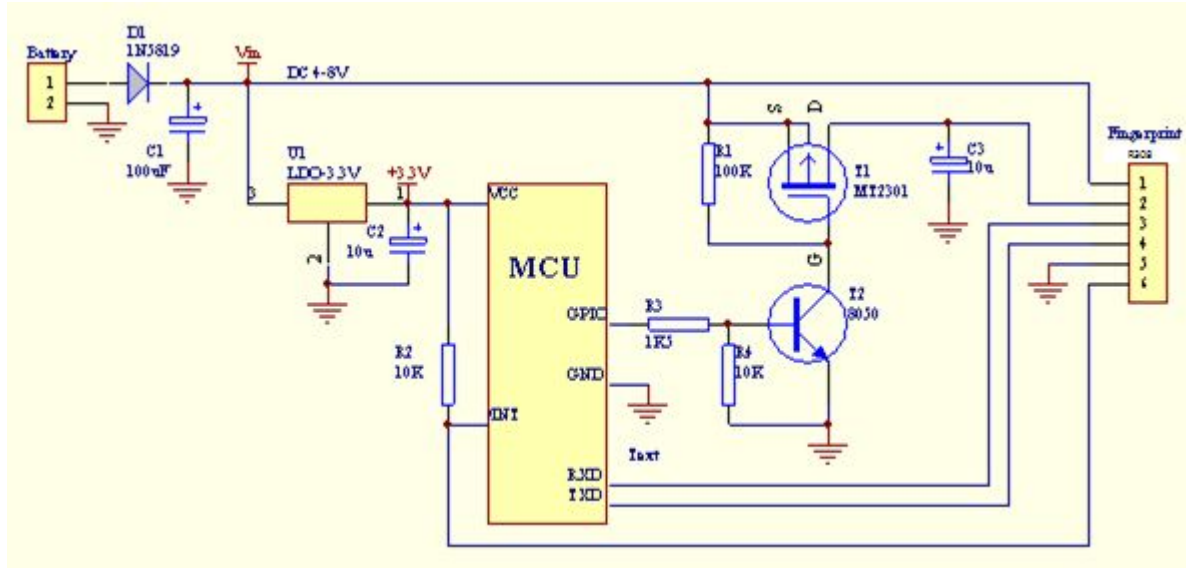 D1
1N5819
Battery
1
2
Vin
DC 4-8V
C1
100uF
U1
LDO-3.3V
3
1
2
+3.3V
C2
10u
VCC
MCU
GPIO
GND
INT
RXD
TXD
R2
10K
R1
100K
S
D
G
T1
MT2301
C3
10u
R3
1K5
R4
10K
T2
8050
Text
Fingerprint
1
2
3
4
5
6